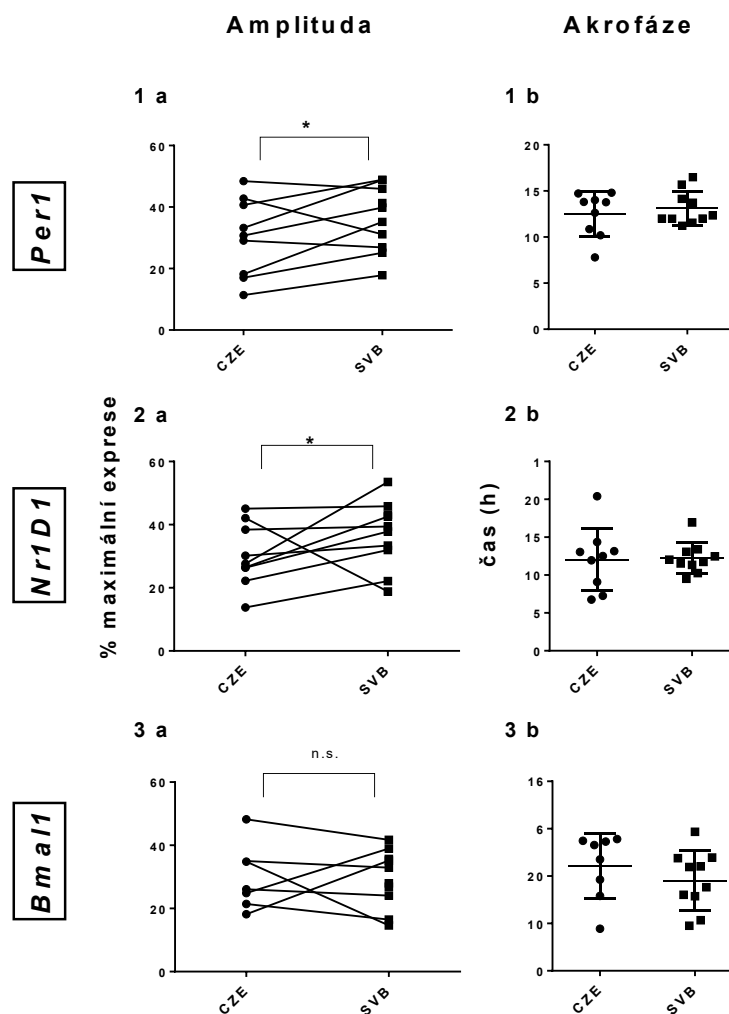 Amplituda
Akrofáze
1 a
1 b
Per1
*
60
40
20
0
CZE
SVB
20
15
10
5
0
CZE
SVB
% maximální exprese
čas (h)
2 a
2 b
Nr1D1
*
60
40
20
0
CZE
SVB
1
20
15
10
5
0
CZE
SVB
3 a
3 b
Bmal1
n.s.
60
40
20
0
CZE
SVB
16
6
20
10
0
CZE
SVB